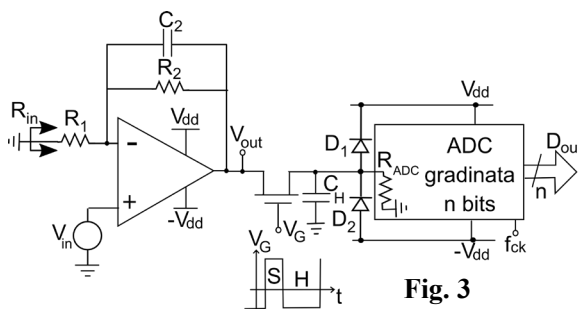 C2
R2
Rin
R1
Vdd
Vout
-
+
-Vdd
Vin
VG
VG
S
H
t
CH
D1
D2
RADC
Vdd
ADC
gradinata
n bits
-Vdd
fck
Dou
n
Fig. 3